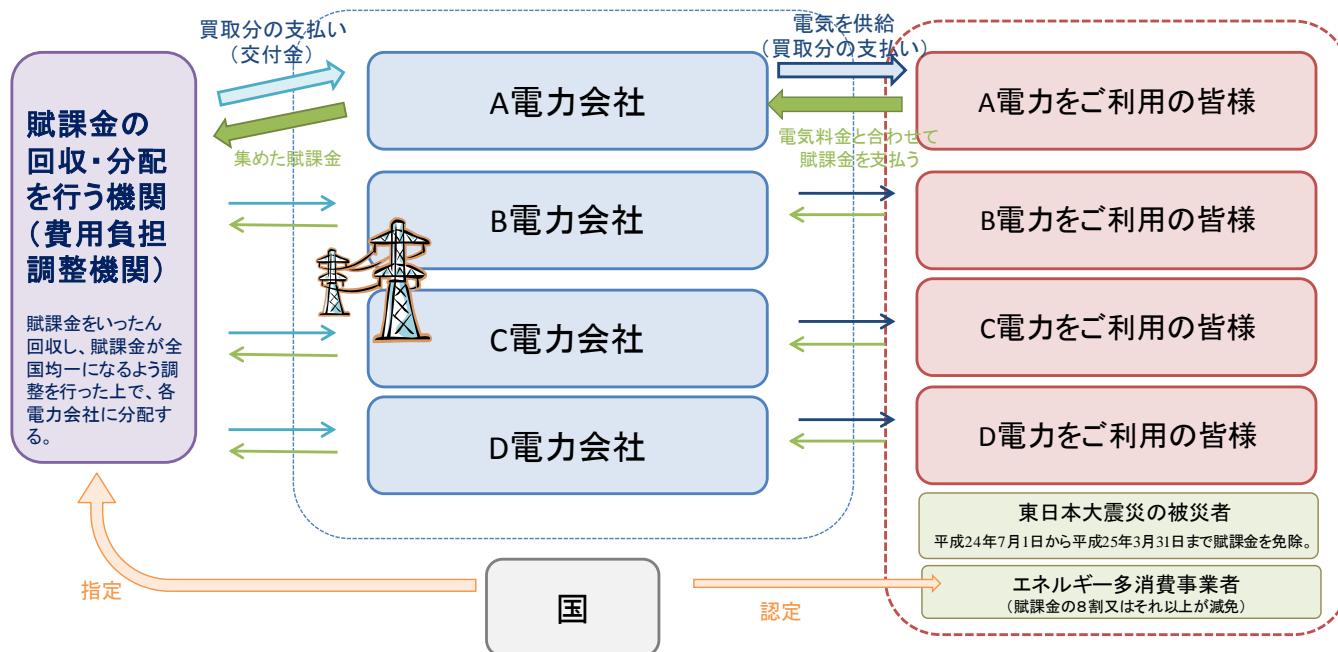 買取分の支払い
（交付金）
電気を供給
（買取分の支払い）
賦課金の
回収・分配
を行う機関
（費用負担
調整機関）
賦課金をいったん
回収し、賦課金が全
国均一になるよう調
整を行った上で、各
電力会社に分配す
る。
集めた賦課金
A電力会社
電気料金と合わせて
賦課金を支払う
A電力をご利用の皆様
B電力会社
B電力をご利用の皆様
C電力会社
C電力をご利用の皆様
D電力会社
D電力をご利用の皆様
東日本大震災の被災者
平成24年7月1日から平成25年3月31日まで賦課金を免除。
エネルギー多消費事業者
（賦課金の８割又はそれ以上が減免）
指定
国
認定